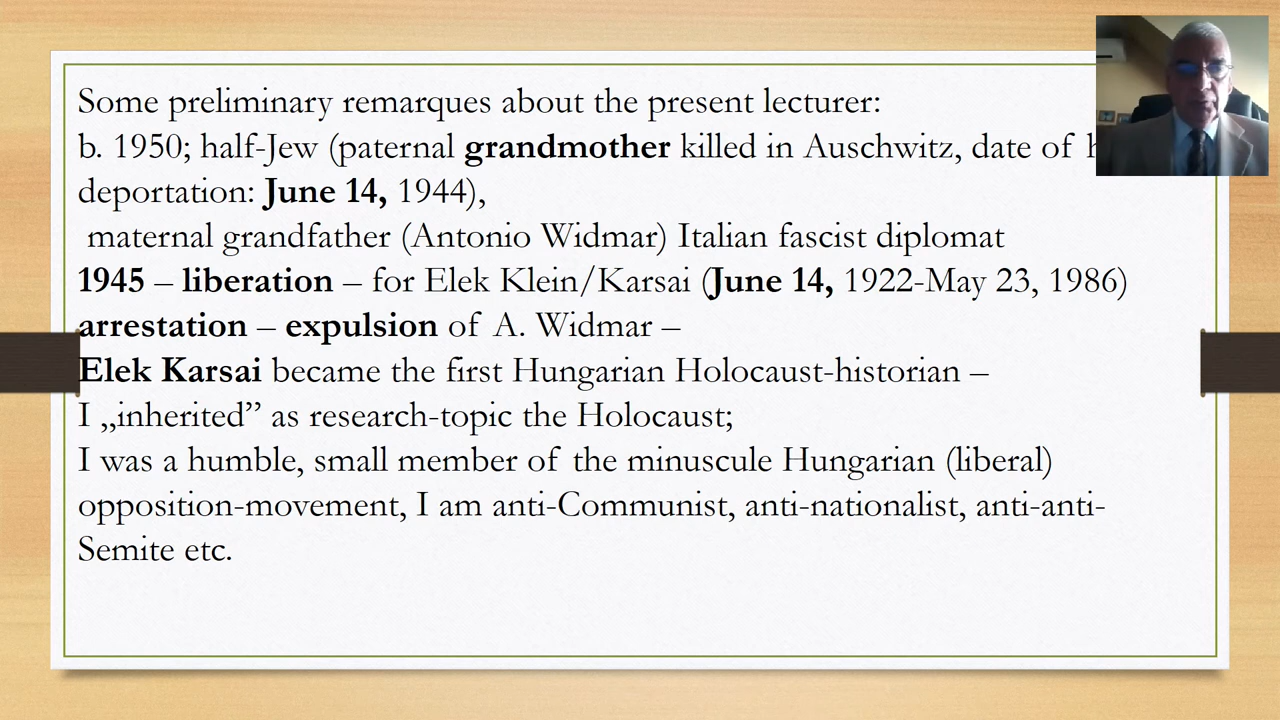 Some preliminary remarques about the present lecturer:
b. 1950; half-Jew (paternal grandmother killed in Auschwitz, date of
deportation: June 14, 1944),
maternal grandfather (Antonio Widmar) Italian fascist diplomat
1945 – liberation – for Elek Klein/Karsai (June 14, 1922-May 23, 1986)
arrestation – expulsion of A. Widmar –
Elek Karsai became the first Hungarian Holocaust-historian –
I „inherited” as research-topic the Holocaust;
I was a humble, small member of the minuscule Hungarian (liberal)
opposition-movement, I am anti-Communist, anti-nationalist, anti-anti-
Semite etc.